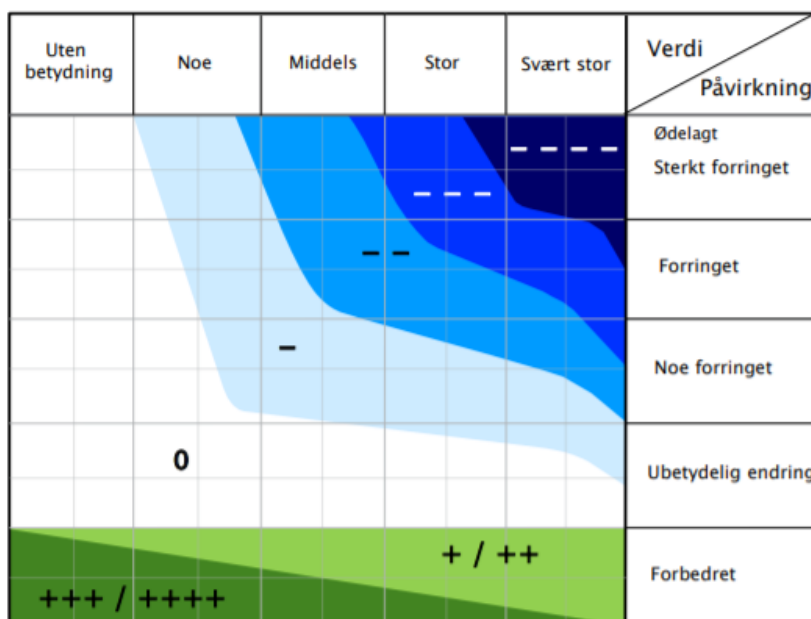 Uten
betydning
Noe
Middels
Stor
Svært stor
Verdi
Påvirkning
Ødelagt
Sterkt forringet
– – – –
– – –
Forringet
– –
Noe forringet
–
Ubetydelig endring
0
Forbedret
+ / ++
+++ / ++++